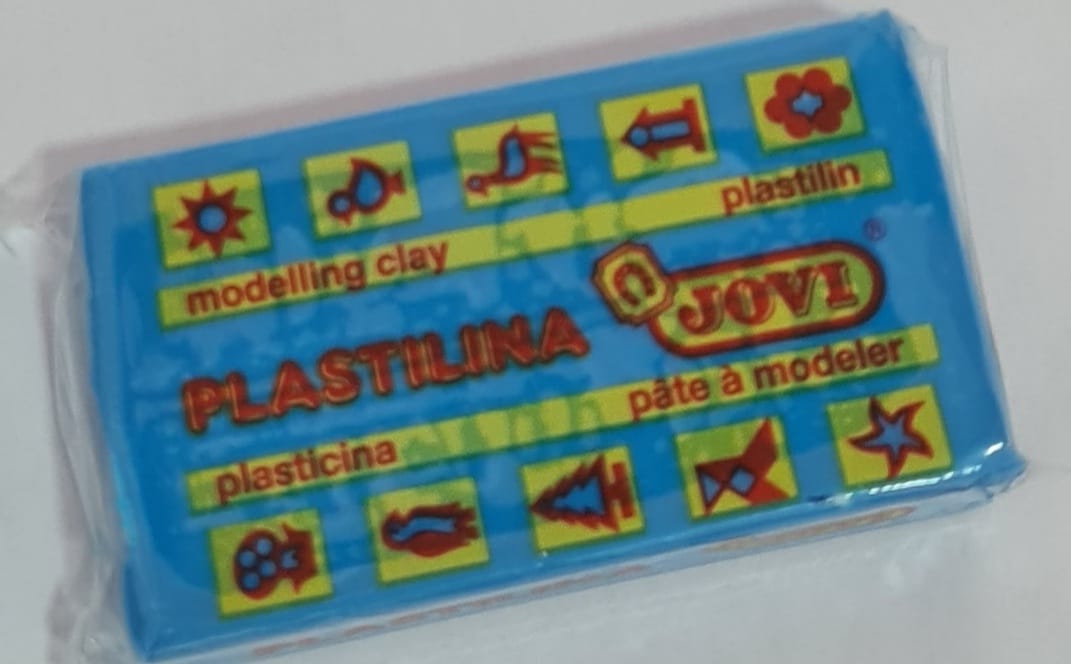 modelling clay plastilin
PLASTILINA JOVI®
plasticina pâte à modeler